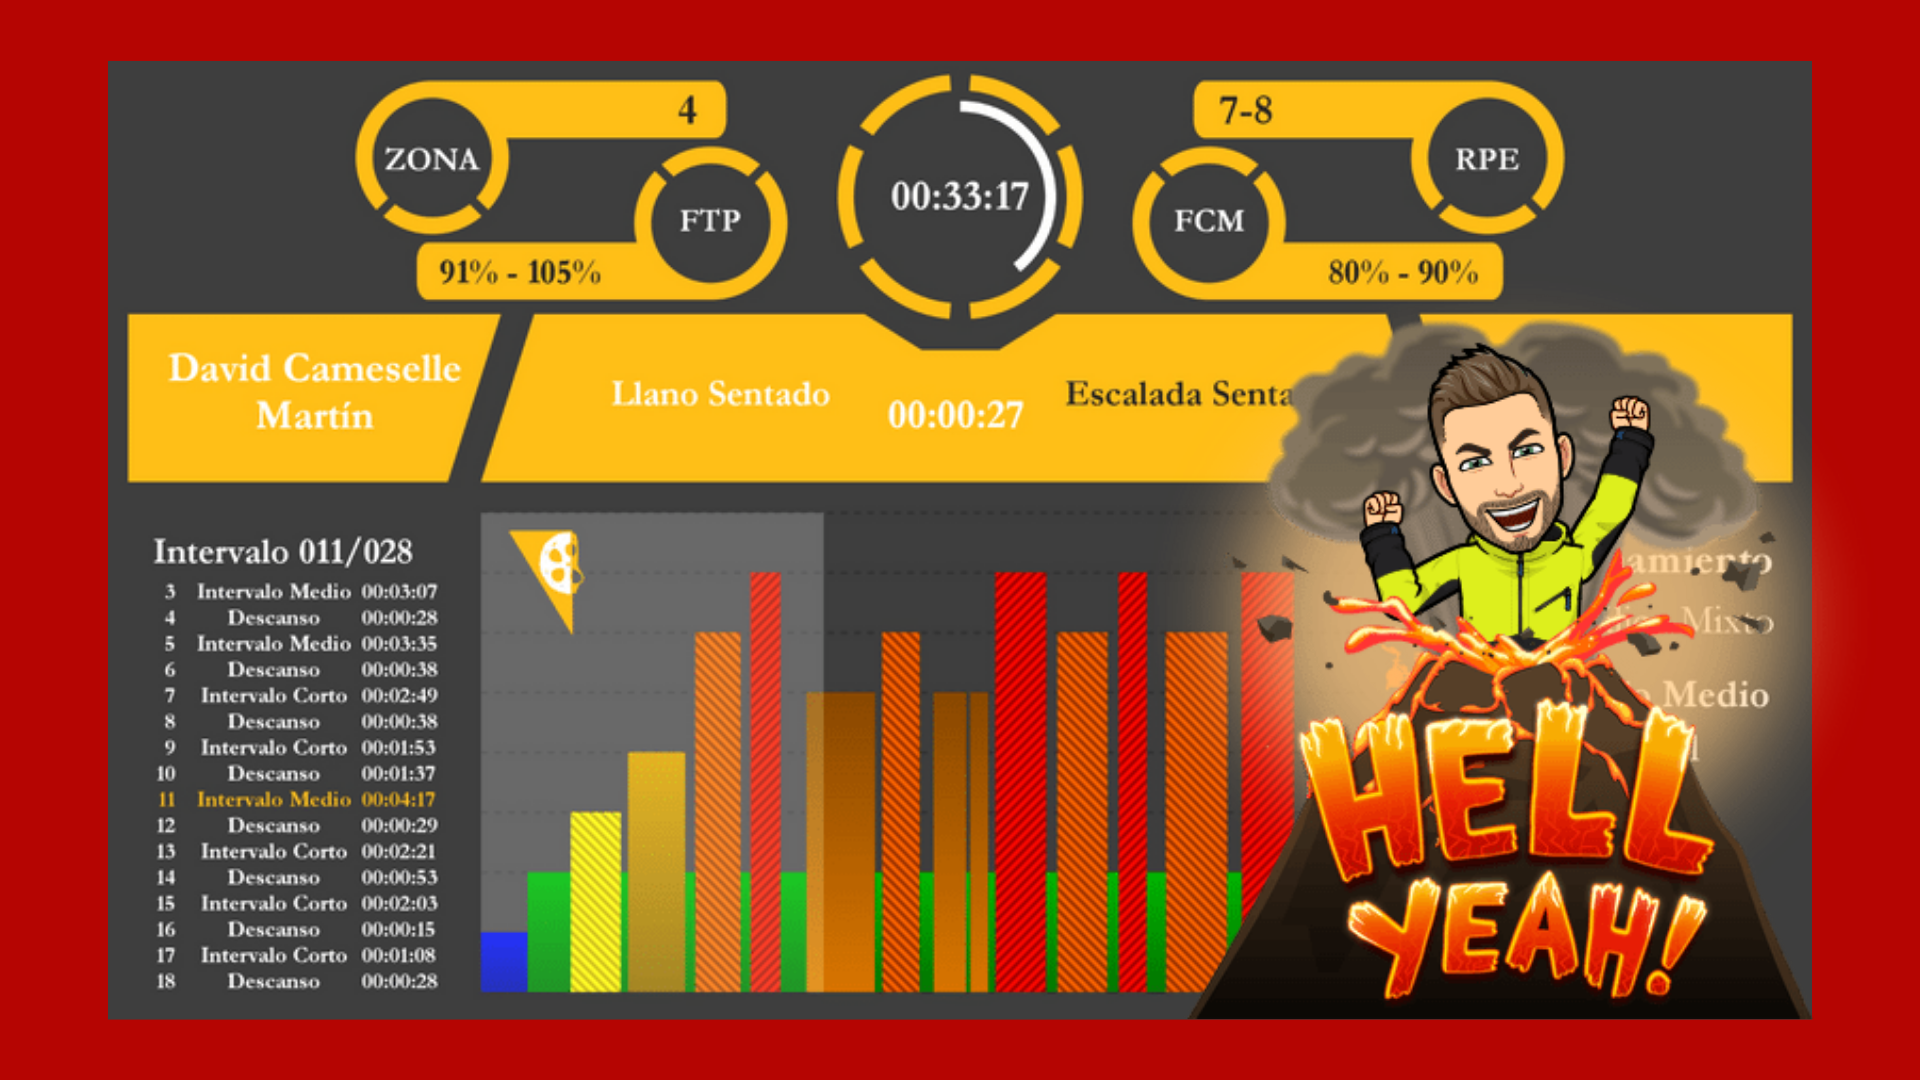 ZONA
4
FTP
91% - 105%
00:33:17
7-8
RPE
FCM
80% - 90%
David Cameselle
Martín
Llano Sentado
00:00:27
Escalada
Intervalo 011/028
3 Intervalo Medio 00:03:07
4 Descanso 00:00:28
5 Intervalo Medio 00:03:35
6 Descanso 00:00:38
7 Intervalo Corto 00:02:49
8 Descanso 00:00:38
9 Intervalo Corto 00:01:53
10 Descanso 00:01:37
11 Intervalo Medio 00:04:17
12 Descanso 00:00:29
13 Intervalo Corto 00:02:21
14 Descanso 00:00:53
15 Intervalo Corto 00:02:03
16 Descanso 00:00:15
17 Intervalo Corto 00:01:08
18 Descanso 00:00:28
Mixto
Medio
HELL
YEAH!